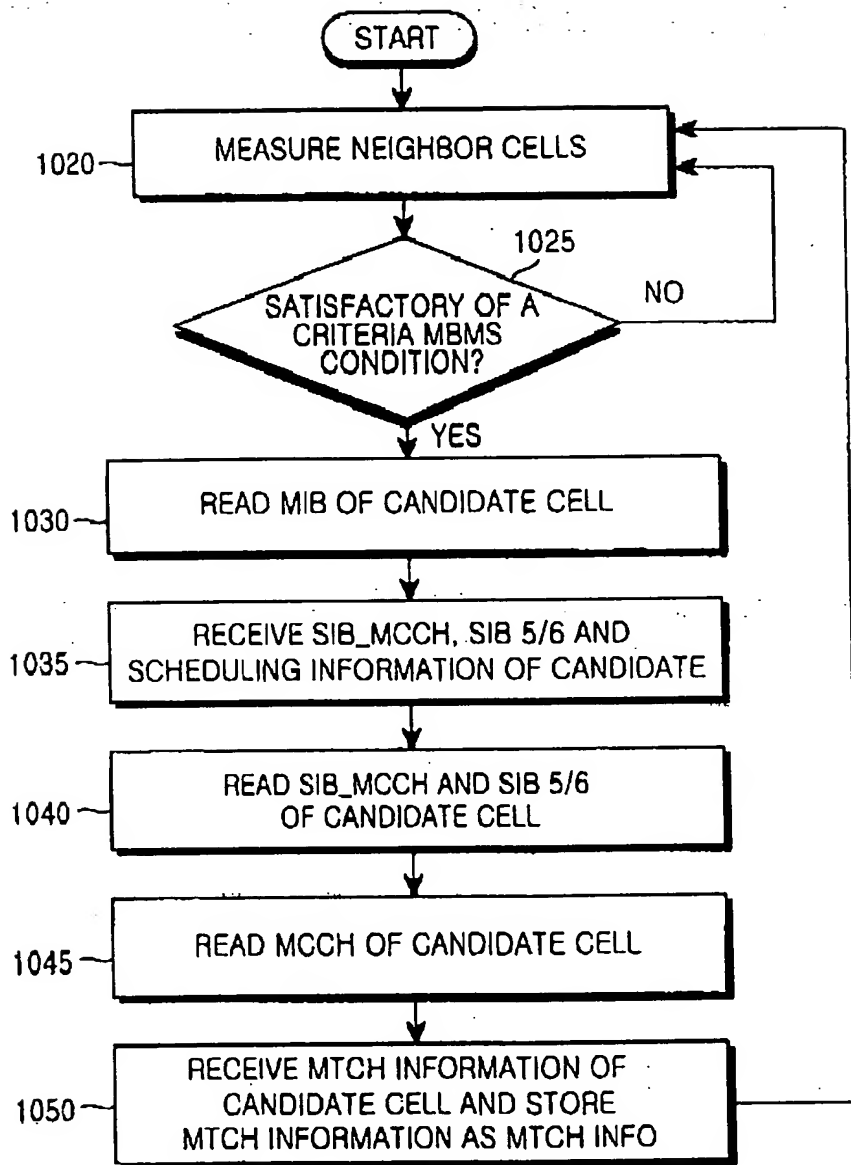 START
MEASURE NEIGHBOR CELLS
1020
1025
SATISFACTORY OF A
CRITERIA MBMS
CONDITION?
NO
YES
READ MIB OF CANDIDATE CELL
1030
RECEIVE SIB_MCCH, SIB 5/6 AND
SCHEDULING INFORMATION OF CANDIDATE
1035
READ SIB_MCCH AND SIB 5/6
OF CANDIDATE CELL
1040
READ MCCH OF CANDIDATE CELL
1045
RECEIVE MTCH INFORMATION OF
CANDIDATE CELL AND STORE
MTCH INFORMATION AS MTCH INFO
1050